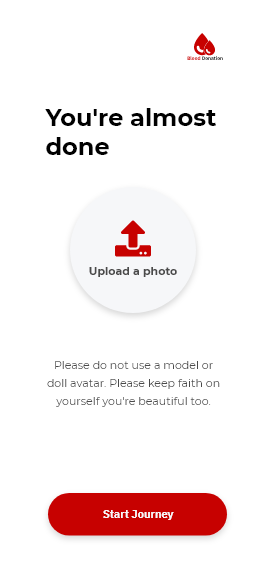 Blood Donation
You're almost
done
Upload a photo
Please do not use a model or
doll avatar. Please keep faith on
yourself you're beautiful too.
Start Journey